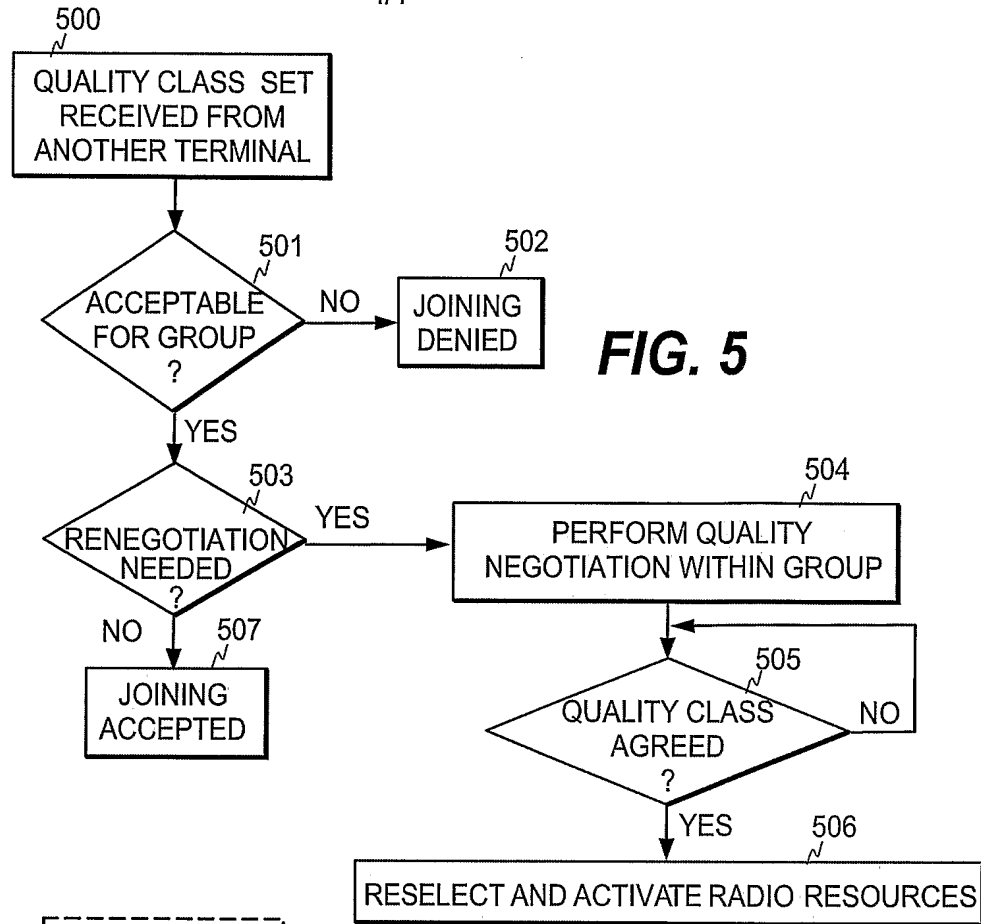 500
QUALITY CLASS SET
RECEIVED FROM
ANOTHER TERMINAL
501
ACCEPTABLE
FOR GROUP
?
NO
502
JOINING
DENIED
FIG. 5
YES
503
RENEGOTIATION
NEEDED
?
YES
504
PERFORM QUALITY
NEGOTIATION WITHIN GROUP
NO
507
JOINING
ACCEPTED
505
QUALITY CLASS
AGREED
?
NO
YES
506
RESELECT AND ACTIVATE RADIO RESOURCES